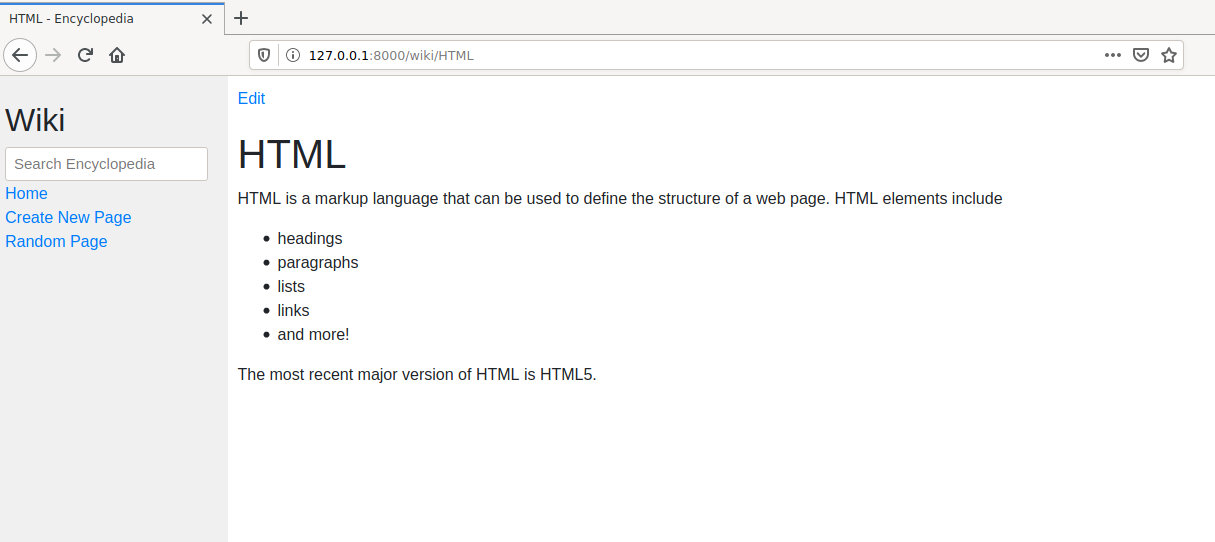 HTML - Encyclopedia
127.0.0.1:8000/wiki/HTML
Wiki
Search Encyclopedia
Home
Create New Page
Random Page
Edit
HTML
HTML is a markup language that can be used to define the structure of a web page. HTML elements include
headings
paragraphs
lists
links
and more!
The most recent major version of HTML is HTML5.